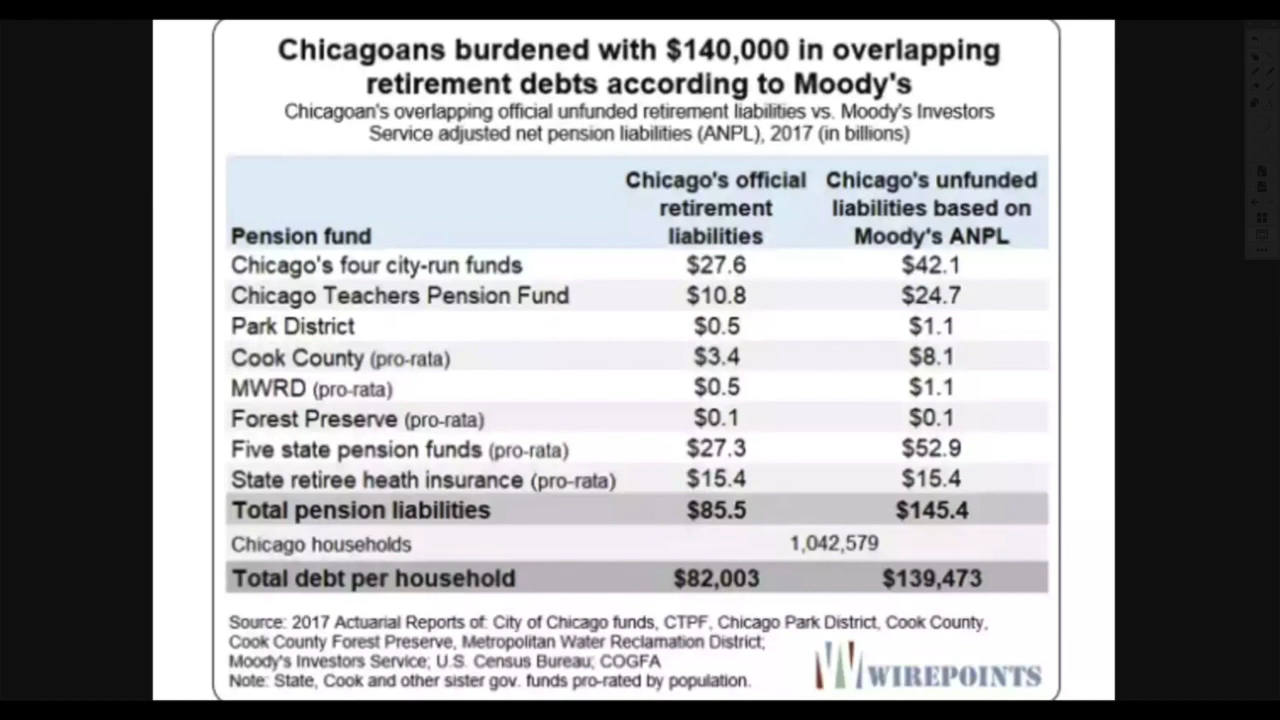 Chicagoans burdened with $140,000 in overlapping
retirement debts according to Moody's
Chicagoan's overlapping official unfunded retirement liabilities vs. Moody's Investors
Service adjusted net pension liabilities (ANPL), 2017 (in billions)
Pension fund Chicago's official retirement liabilities Chicago's unfunded liabilities based on Moody's ANPL
Chicago's four city-run funds $27.6 $42.1
Chicago Teachers Pension Fund $10.8 $24.7
Park District $0.5 $1.1
Cook County (pro-rata) $3.4 $8.1
MWRD (pro-rata) $0.5 $1.1
Forest Preserve (pro-rata) $0.1 $0.1
Five state pension funds (pro-rata) $27.3 $52.9
State retiree heath insurance (pro-rata) $15.4 $15.4
Total pension liabilities $85.5 $145.4
Chicago households 1,042,579
Total debt per household $82,003 $139,473
Source: 2017 Actuarial Reports of: City of Chicago funds, CTPF, Chicago Park District, Cook County,
Cook County Forest Preserve, Metropolitan Water Reclamation District;
Moody's Investors Service; U.S. Census Bureau; COGFA
Note: State, Cook and other sister gov. funds pro-rated by population.
WIREPOINTS